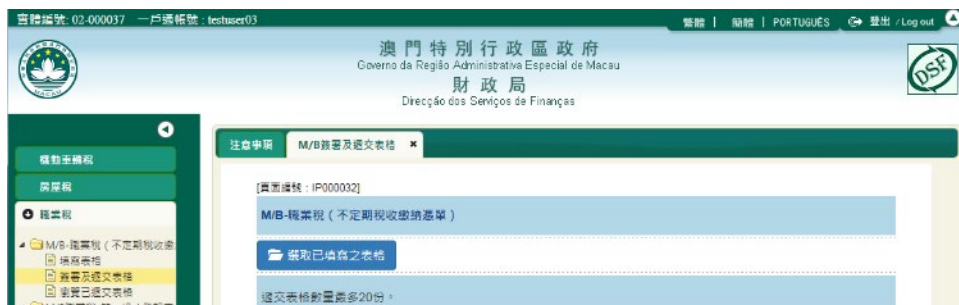 實體編號: 02-000037 一戶通帳號 : testuser03
繁體 | 簡體 | PORTUGUÊS 登出 / Log out
澳門特別行政區政府
Governo da Região Administrativa Especial de Macau
財政局
Direcção dos Serviços de Finanças
MACAU
DSF
注意事項 M/B簽署及遞交表格 ×
機動車輛稅
房屋稅
職業稅
M/B-職業稅 ( 不定期稅收繳
填寫表格
簽署及遞交表格
瀏覽已遞交表格
[頁面編號 : IP000032]
M/B-職業稅 ( 不定期稅收繳納憑單 )
選取已填寫之表格
遞交表格數量最多20份。